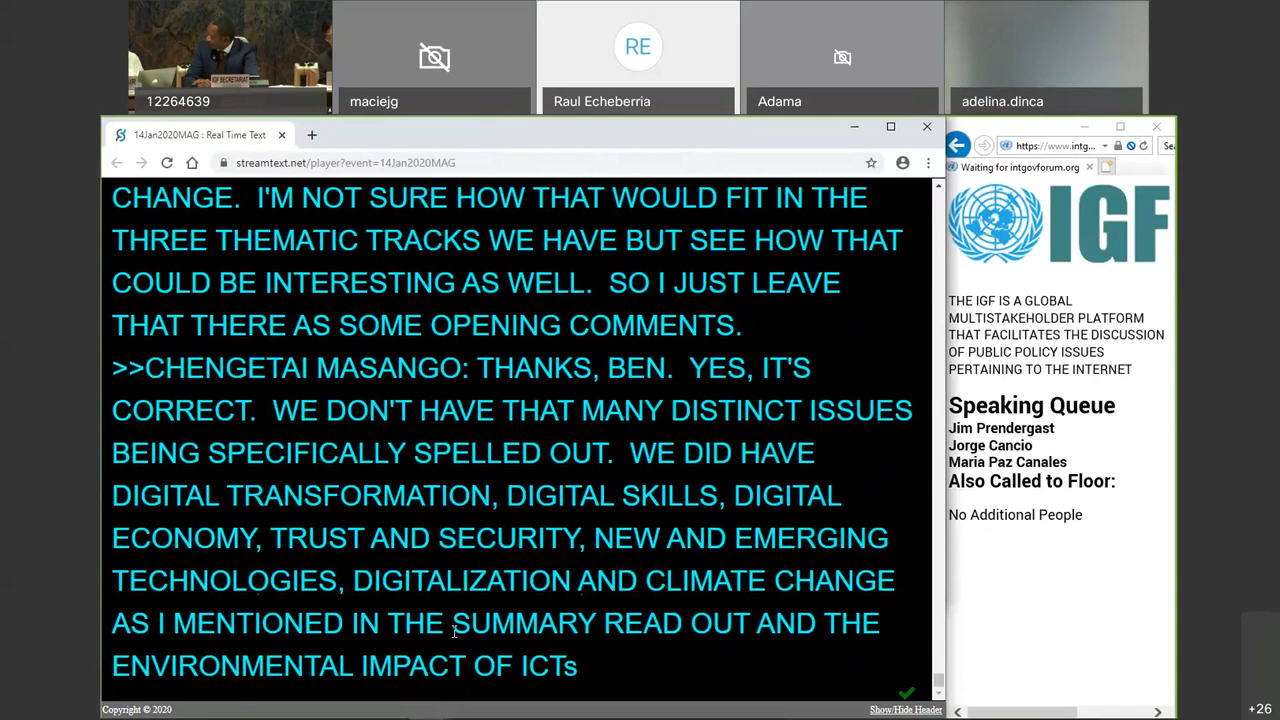 IGF SECRETARIAT
RE
12264639
maciejg
Raul Echeberria
Adama
adelina.dinca
14Jan2020MAG : Real Time Text
streamtext.net/player?event=14Jan2020MAG
CHANGE.  I'M NOT SURE HOW THAT WOULD FIT IN THE
THREE THEMATIC TRACKS WE HAVE BUT SEE HOW THAT
COULD BE INTERESTING AS WELL.  SO I JUST LEAVE
THAT THERE AS SOME OPENING COMMENTS.
>>CHENGETAI MASANGO: THANKS, BEN.  YES, IT'S
CORRECT.  WE DON'T HAVE THAT MANY DISTINCT ISSUES
BEING SPECIFICALLY SPELLED OUT.  WE DID HAVE
DIGITAL TRANSFORMATION, DIGITAL SKILLS, DIGITAL
ECONOMY, TRUST AND SECURITY, NEW AND EMERGING
TECHNOLOGIES, DIGITALIZATION AND CLIMATE CHANGE
AS I MENTIONED IN THE SUMMARY READ OUT AND THE
ENVIRONMENTAL IMPACT OF ICTs
Copyright © 2020
Show/Hide Header
https://www.intg...
Sea
Waiting for intgovforum.org
IGF
THE IGF IS A GLOBAL
MULTISTAKEHOLDER PLATFORM
THAT FACILITATES THE DISCUSSION
OF PUBLIC POLICY ISSUES
PERTAINING TO THE INTERNET
Speaking Queue
Jim Prendergast
Jorge Cancio
Maria Paz Canales
Also Called to Floor:
No Additional People
+26